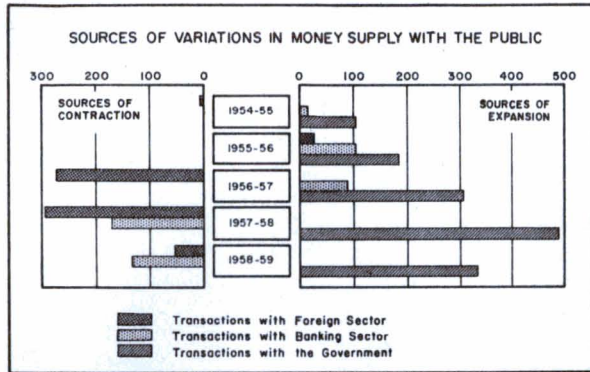 SOURCES OF VARIATIONS IN MONEY SUPPLY WITH THE PUBLIC
300 200 100 0 0 100 200 300 400 500
SOURCES OF CONTRACTION
SOURCES OF EXPANSION
1954-55
1955-56
1956-57
1957-58
1958-59
Transactions with Foreign Sector
Transactions with Banking Sector
Transactions with the Government